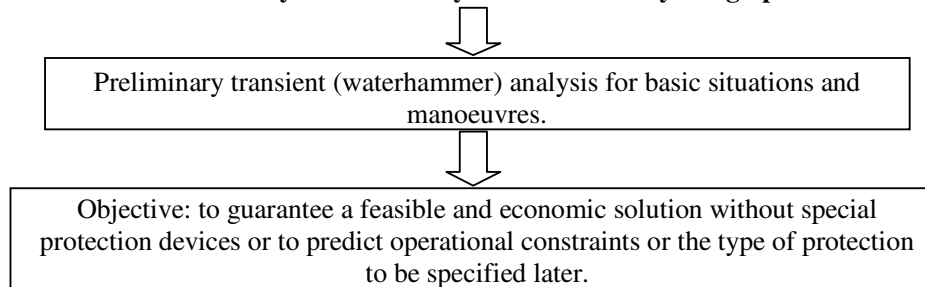 Preliminary transient (waterhammer) analysis for basic situations and
manoeuvres.
Objective: to guarantee a feasible and economic solution without special
protection devices or to predict operational constraints or the type of protection
to be specified later.